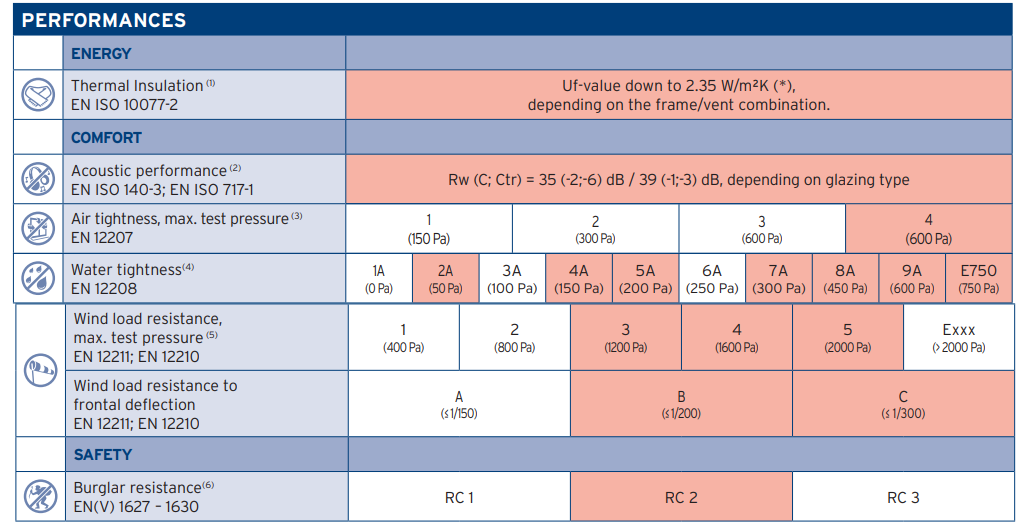 PERFORMANCES
ENERGY
Thermal Insulation (1)
EN ISO 10077-2
Uf-value down to 2.35 W/m²K (*),
depending on the frame/vent combination.
COMFORT
Acoustic performance (2)
EN ISO 140-3; EN ISO 717-1
Rw (C; Ctr) = 35 (-2;-6) dB / 39 (-1;-3) dB, depending on glazing type
Air tightness, max. test pressure (3)
EN 12207
1
(150 Pa)
2
(300 Pa)
3
(600 Pa)
4
(600 Pa)
Water tightness(4)
EN 12208
1A
(0 Pa)
2A
(50 Pa)
3A
(100 Pa)
4A
(150 Pa)
5A
(200 Pa)
6A
(250 Pa)
7A
(300 Pa)
8A
(450 Pa)
9A
(600 Pa)
E750
(750 Pa)
Wind load resistance,
max. test pressure (5)
EN 12211; EN 12210
1
(400 Pa)
2
(800 Pa)
3
(1200 Pa)
4
(1600 Pa)
5
(2000 Pa)
Exxx
(> 2000 Pa)
Wind load resistance to
frontal deflection
EN 12211; EN 12210
A
(≤ 1/150)
B
(≤ 1/200)
C
(≤ 1/300)
SAFETY
Burglar resistance(6)
EN(V) 1627 – 1630
RC 1
RC 2
RC 3